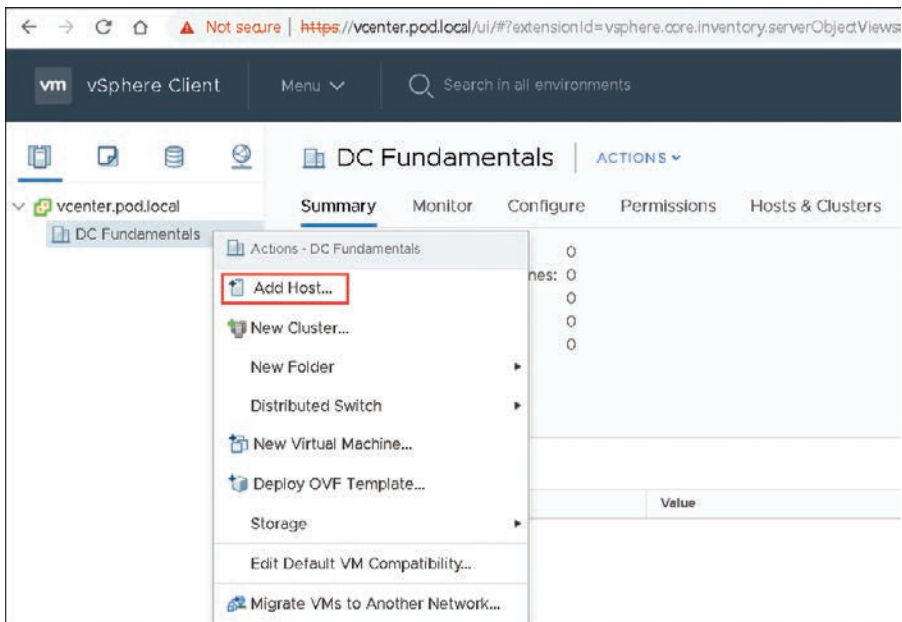 Not secure | https://vcenter.pod.local/ui/#?extensionId=vsphere.core.inventory.serverObjectViews
vm vSphere Client Menu Search in all environments
DC Fundamentals ACTIONS
vcenter.pod.local Summary Monitor Configure Permissions Hosts & Clusters
DC Fundamentals
Actions - DC Fundamentals 0
Add Host... nes: 0
0
New Cluster... 0
0
New Folder
Distributed Switch
New Virtual Machine...
Deploy OVF Template...
Value
Storage
Edit Default VM Compatibility...
Migrate VMs to Another Network...